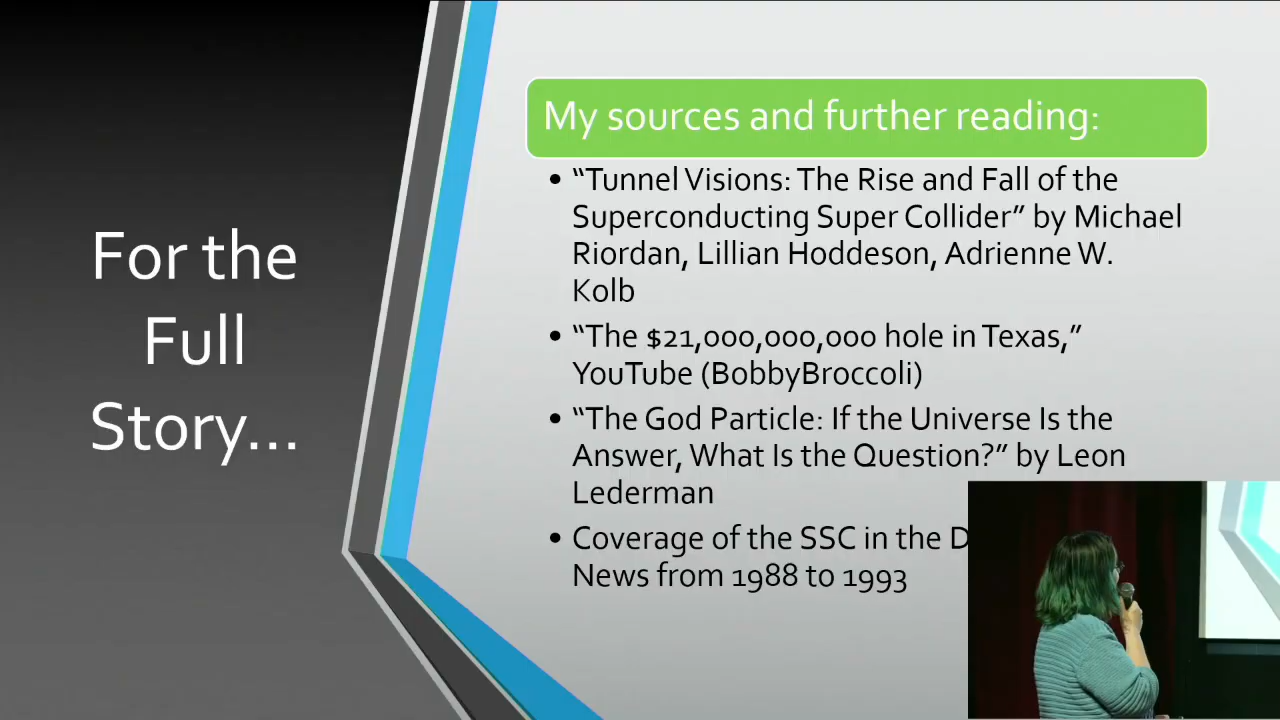 For the
Full
Story...
My sources and further reading:
• “Tunnel Visions: The Rise and Fall of the
Superconducting Super Collider” by Michael
Riordan, Lillian Hoddeson, Adrienne W.
Kolb
• “The $21,000,000,000 hole in Texas,”
YouTube (BobbyBroccoli)
• “The God Particle: If the Universe Is the
Answer, What Is the Question?” by Leon
Lederman
• Coverage of the SSC in the
News from 1988 to 1993